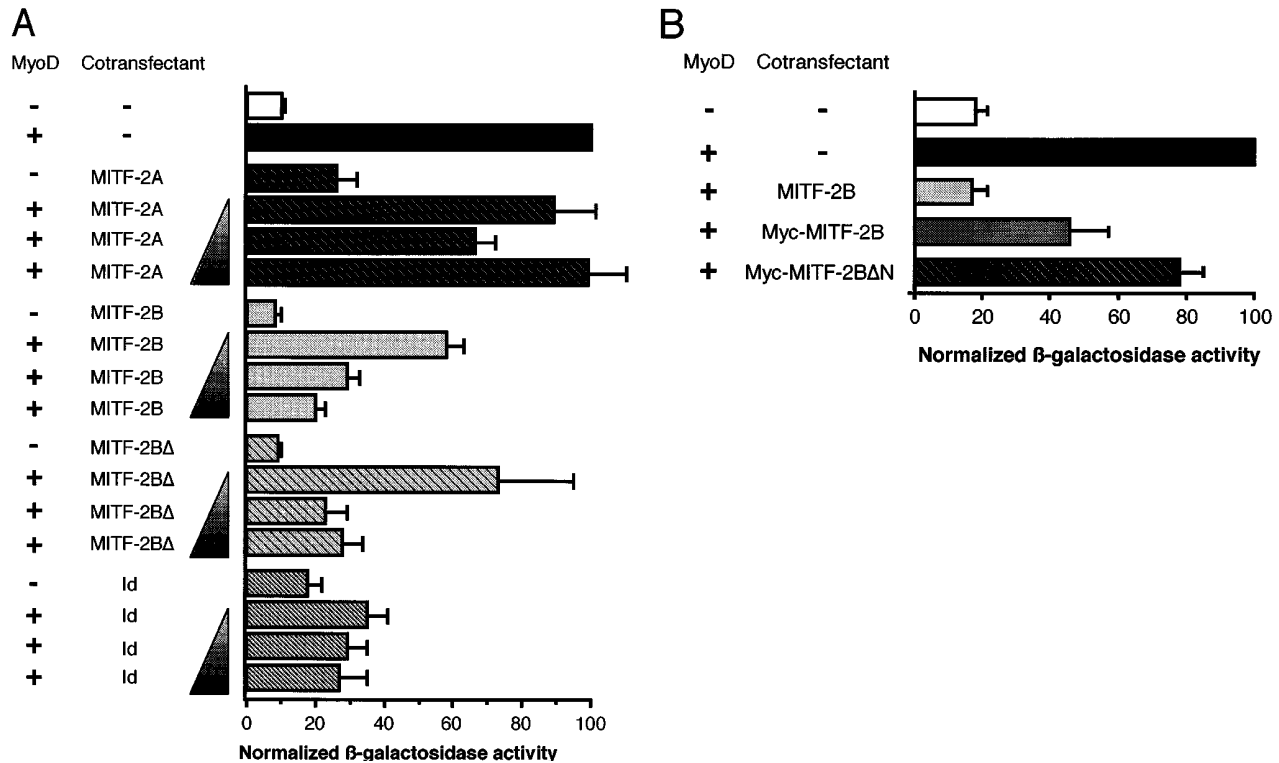 A
MyoD Cotransfectant
- -
+ -
- MITF-2A
+ MITF-2A
+ MITF-2A
+ MITF-2A
- MITF-2B
+ MITF-2B
+ MITF-2B
+ MITF-2B
- MITF-2BΔ
+ MITF-2BΔ
+ MITF-2BΔ
+ MITF-2BΔ
- Id
+ Id
+ Id
+ Id
0 20 40 60 80 100
Normalized ß-galactosidase activity
B
MyoD Cotransfectant
- -
+ -
+ MITF-2B
+ Myc-MITF-2B
+ Myc-MITF-2BΔN
0 20 40 60 80 100
Normalized ß-galactosidase activity